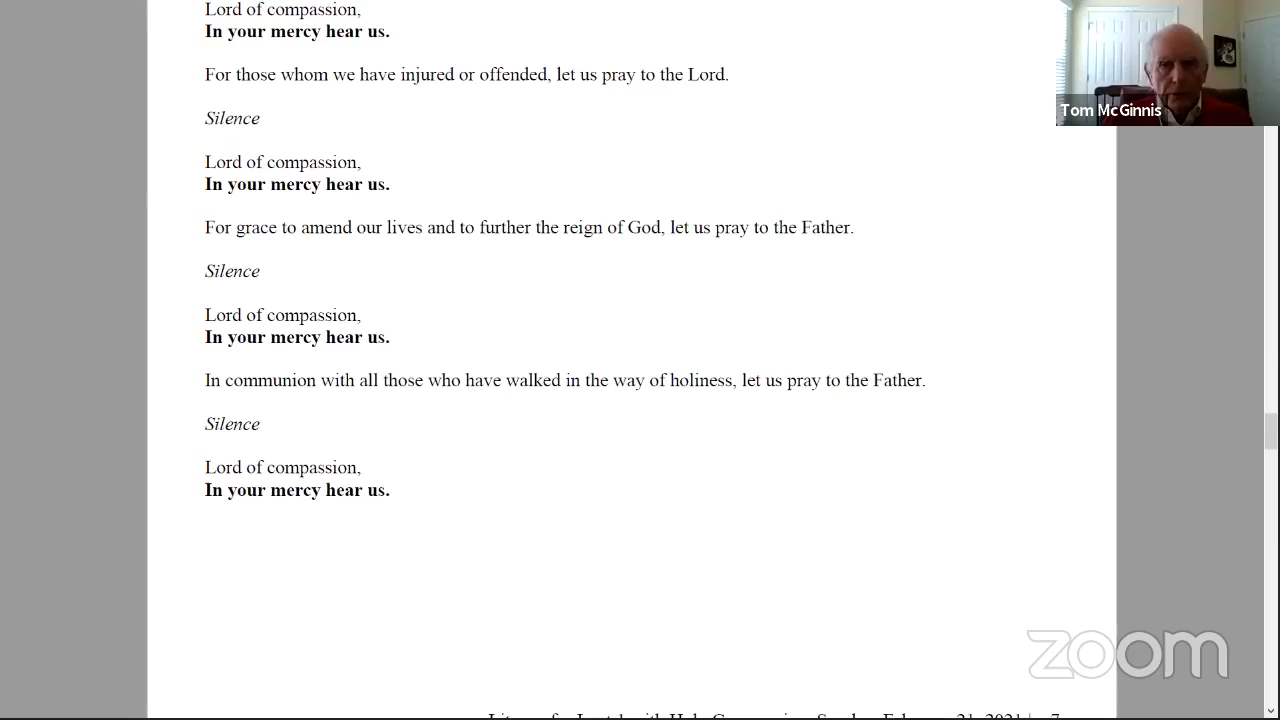 Lord of compassion,
In your mercy hear us.
For those whom we have injured or offended, let us pray to the Lord.
Silence
Lord of compassion,
In your mercy hear us.
For grace to amend our lives and to further the reign of God, let us pray to the Father.
Silence
Lord of compassion,
In your mercy hear us.
In communion with all those who have walked in the way of holiness, let us pray to the Father.
Silence
Lord of compassion,
In your mercy hear us.
Tom McGinnis
zoom